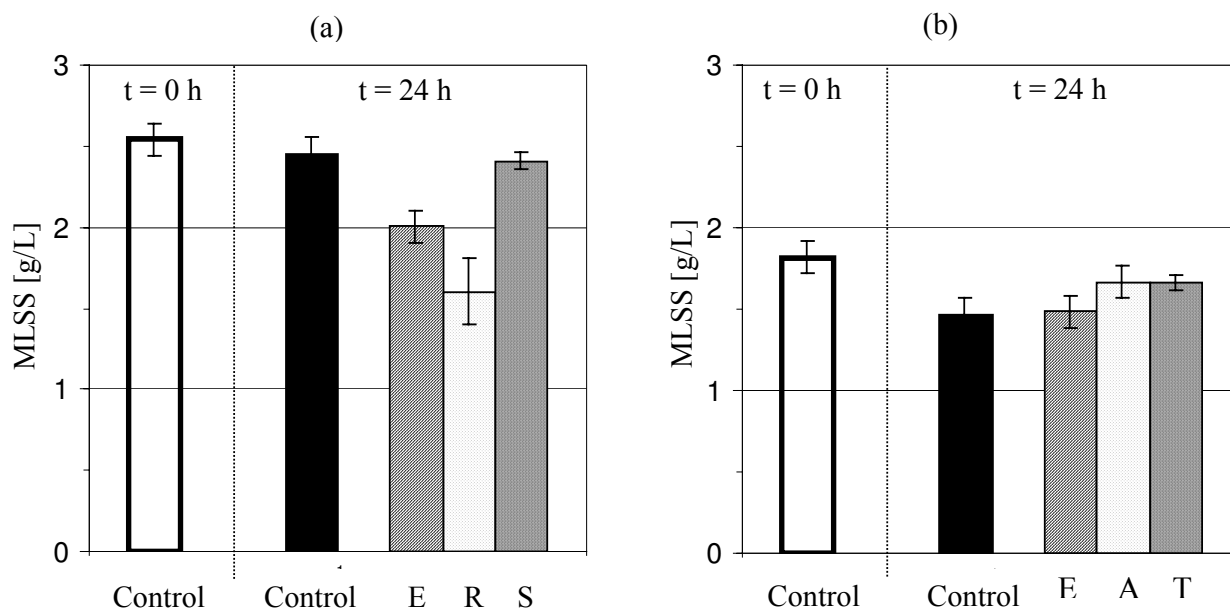 (a)
MLSS [g/L]
3
2
1
0
t = 0 h
t = 24 h
Control
Control
E
R
S
(b)
MLSS [g/L]
3
2
1
0
t = 0 h
t = 24 h
Control
Control
E
A
T